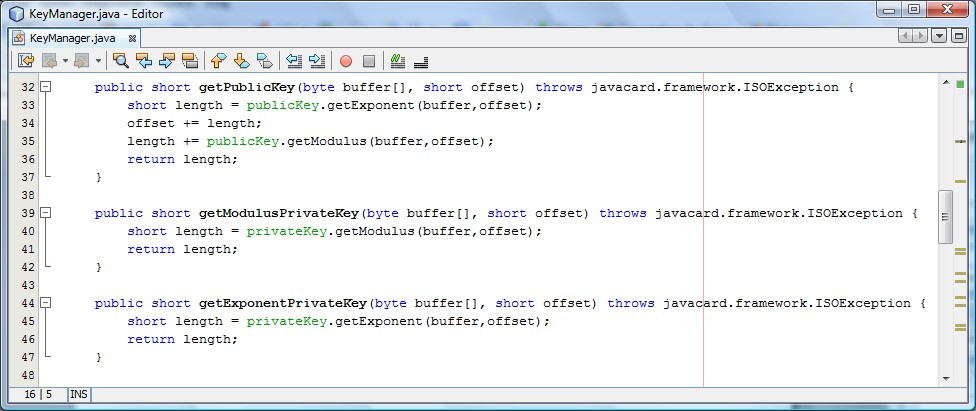 KeyManager.java - Editor
KeyManager.java
32 public short getPublicKey(byte buffer[], short offset) throws javacard.framework.ISOException {
33 short length = publicKey.getExponent(buffer,offset);
34 offset += length;
35 length += publicKey.getModulus(buffer,offset);
36 return length;
37 }
38
39 public short getModulusPrivateKey(byte buffer[], short offset) throws javacard.framework.ISOException {
40 short length = privateKey.getModulus(buffer,offset);
41 return length;
42 }
43
44 public short getExponentPrivateKey(byte buffer[], short offset) throws javacard.framework.ISOException {
45 short length = privateKey.getExponent(buffer,offset);
46 return length;
47 }
48
16 | 5 INS